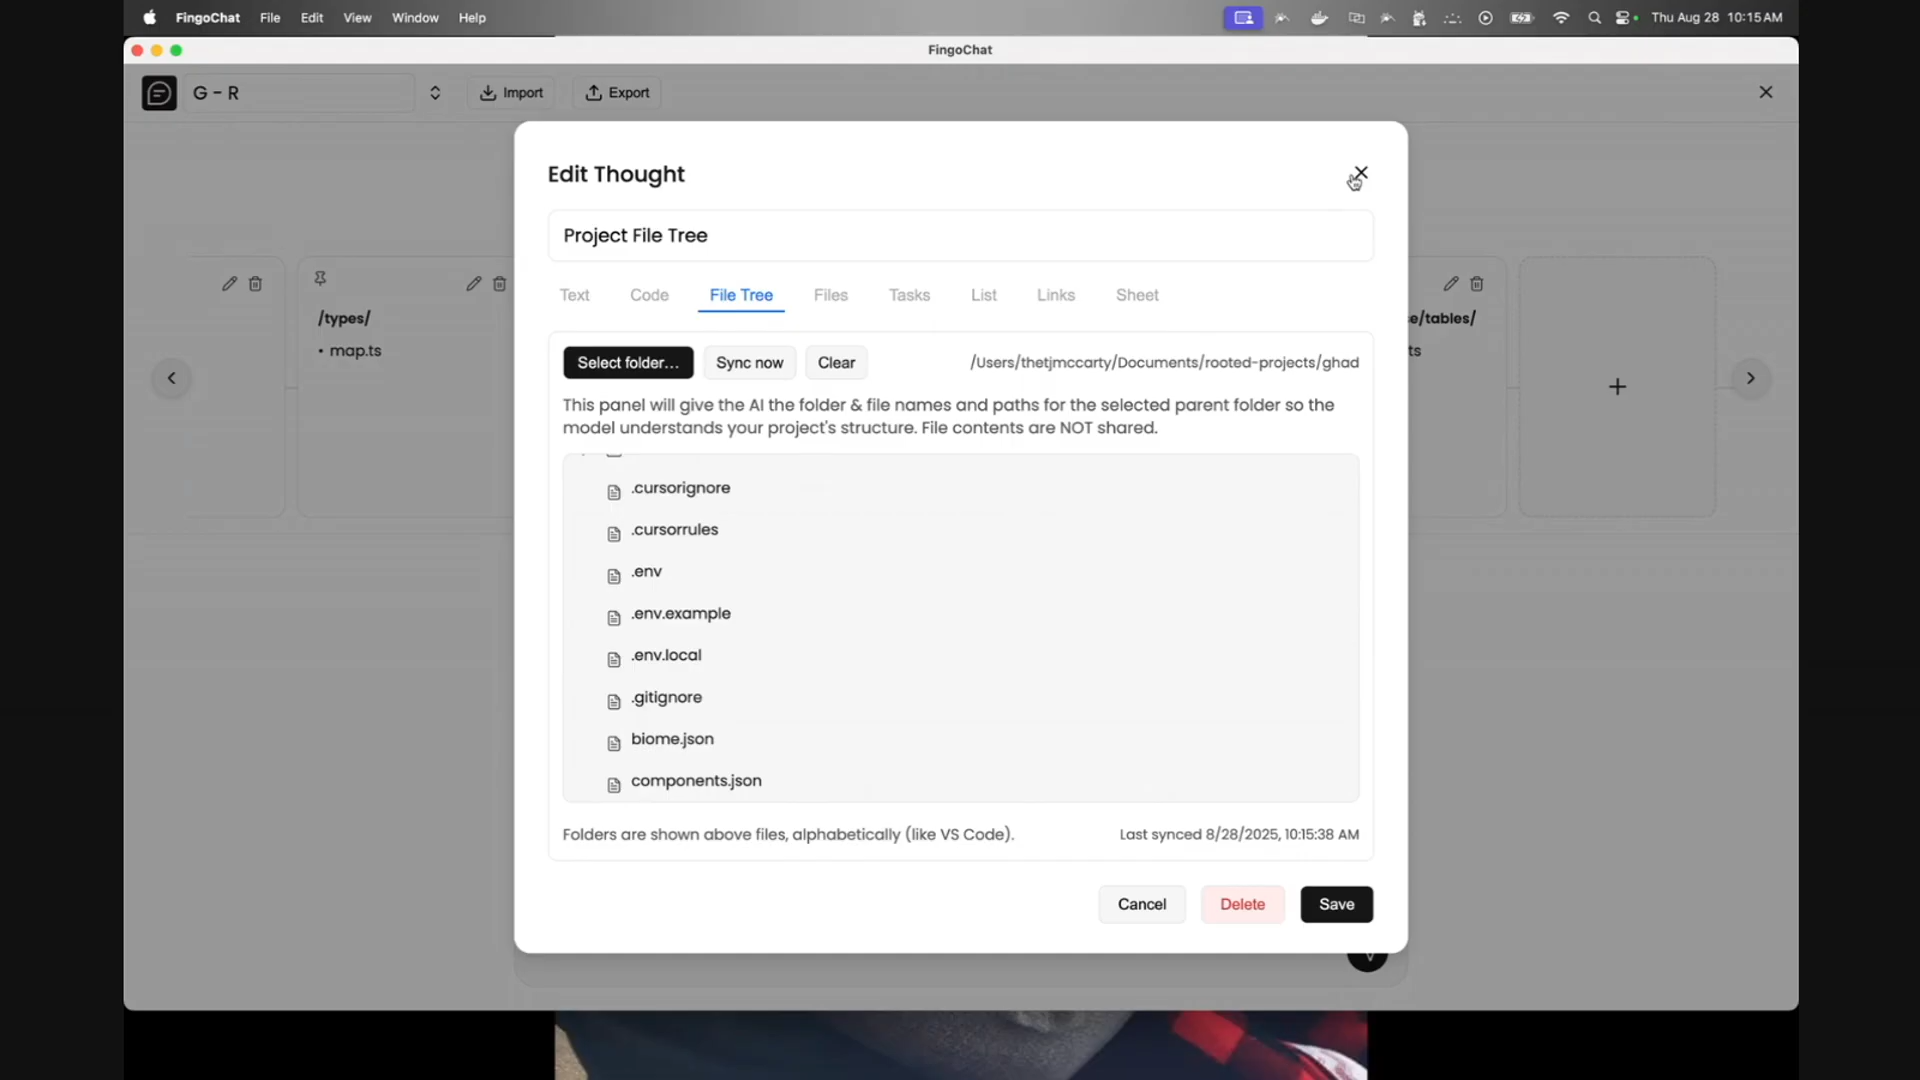 FingoChat File Edit View Window Help Thu Aug 28 10:15 AM
FingoChat
G - R Import Export
Edit Thought
Project File Tree
Text Code File Tree Files Tasks List Links Sheet
/types/
• map.ts
e/tables/
ts
Select folder... Sync now Clear /Users/thetjmccarty/Documents/rooted-projects/ghad
This panel will give the AI the folder & file names and paths for the selected parent folder so the
model understands your project's structure. File contents are NOT shared.
.cursorignore
.cursorrules
.env
.env.example
.env.local
.gitignore
biome.json
components.json
Folders are shown above files, alphabetically (like VS Code). Last synced 8/28/2025, 10:15:38 AM
Cancel Delete Save